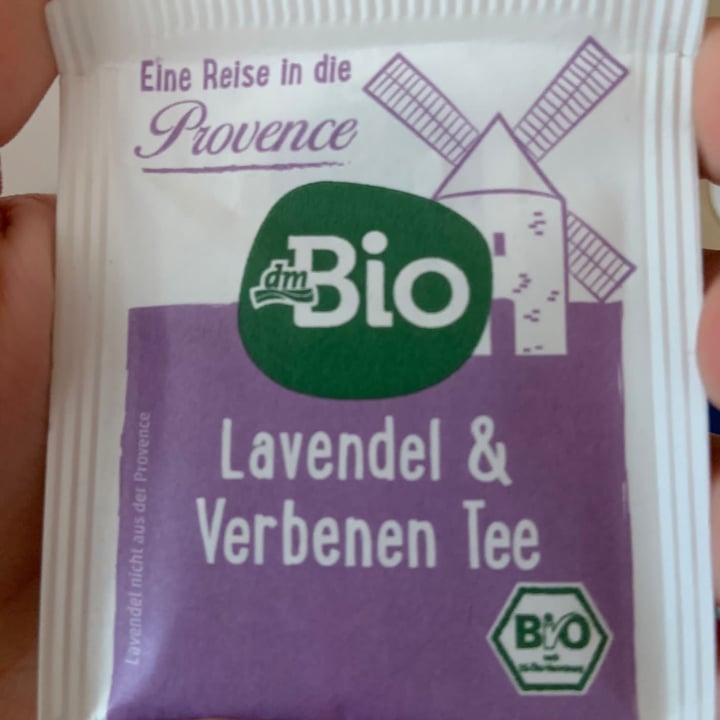 Eine Reise in die
Provence
dm
Bio
Lavendel &
Verbenen Tee
Lavendel nicht aus der Provence
BIO